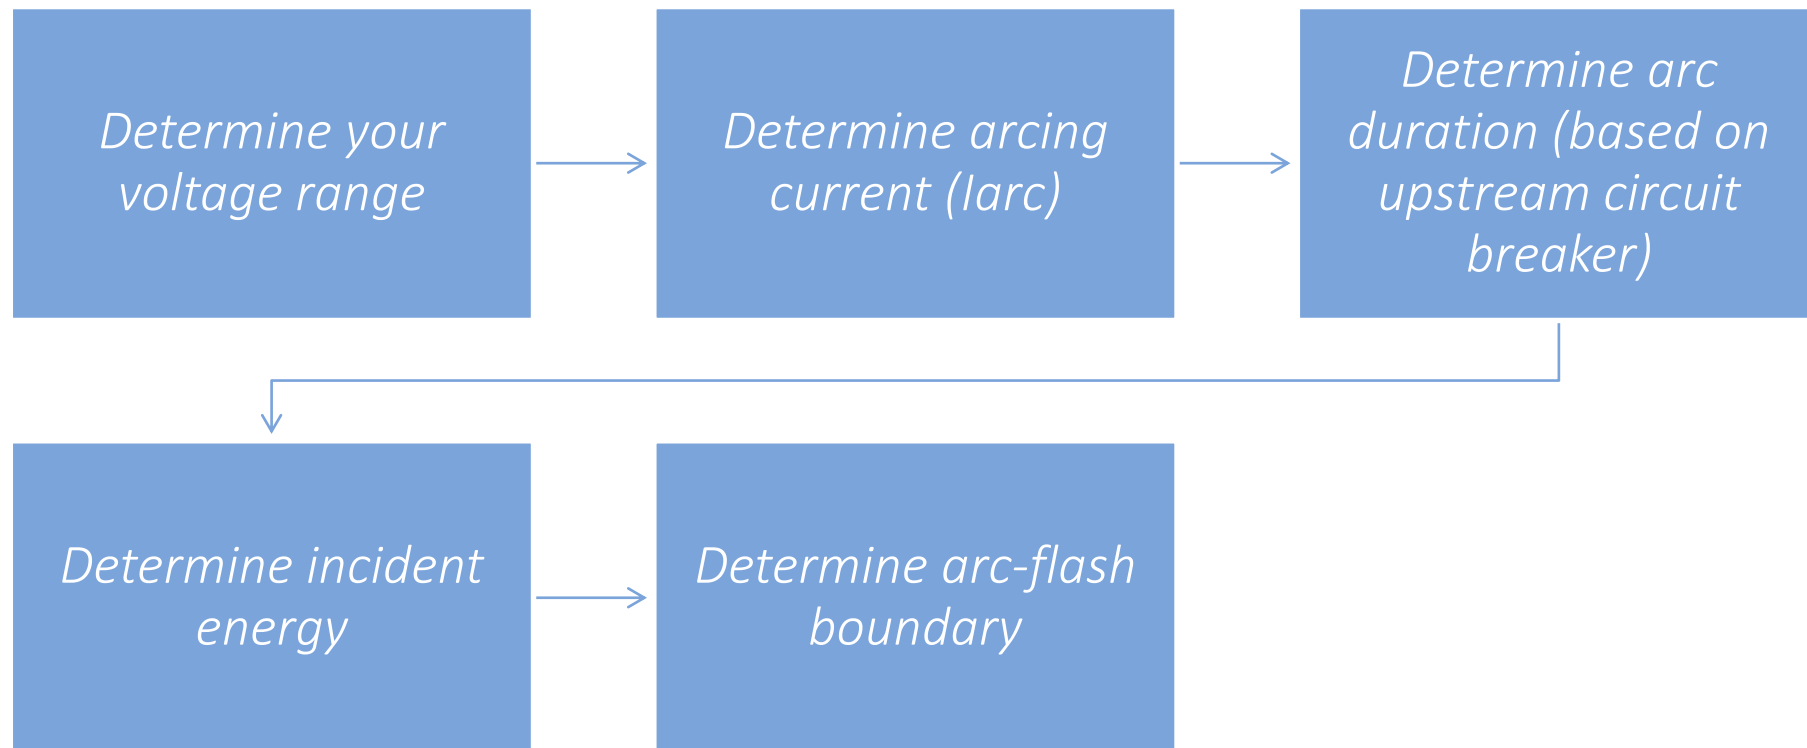 Determine your
voltage range
Determine arcing
current (Iarc)
Determine arc
duration (based on
upstream circuit
breaker)
Determine incident
energy
Determine arc-flash
boundary